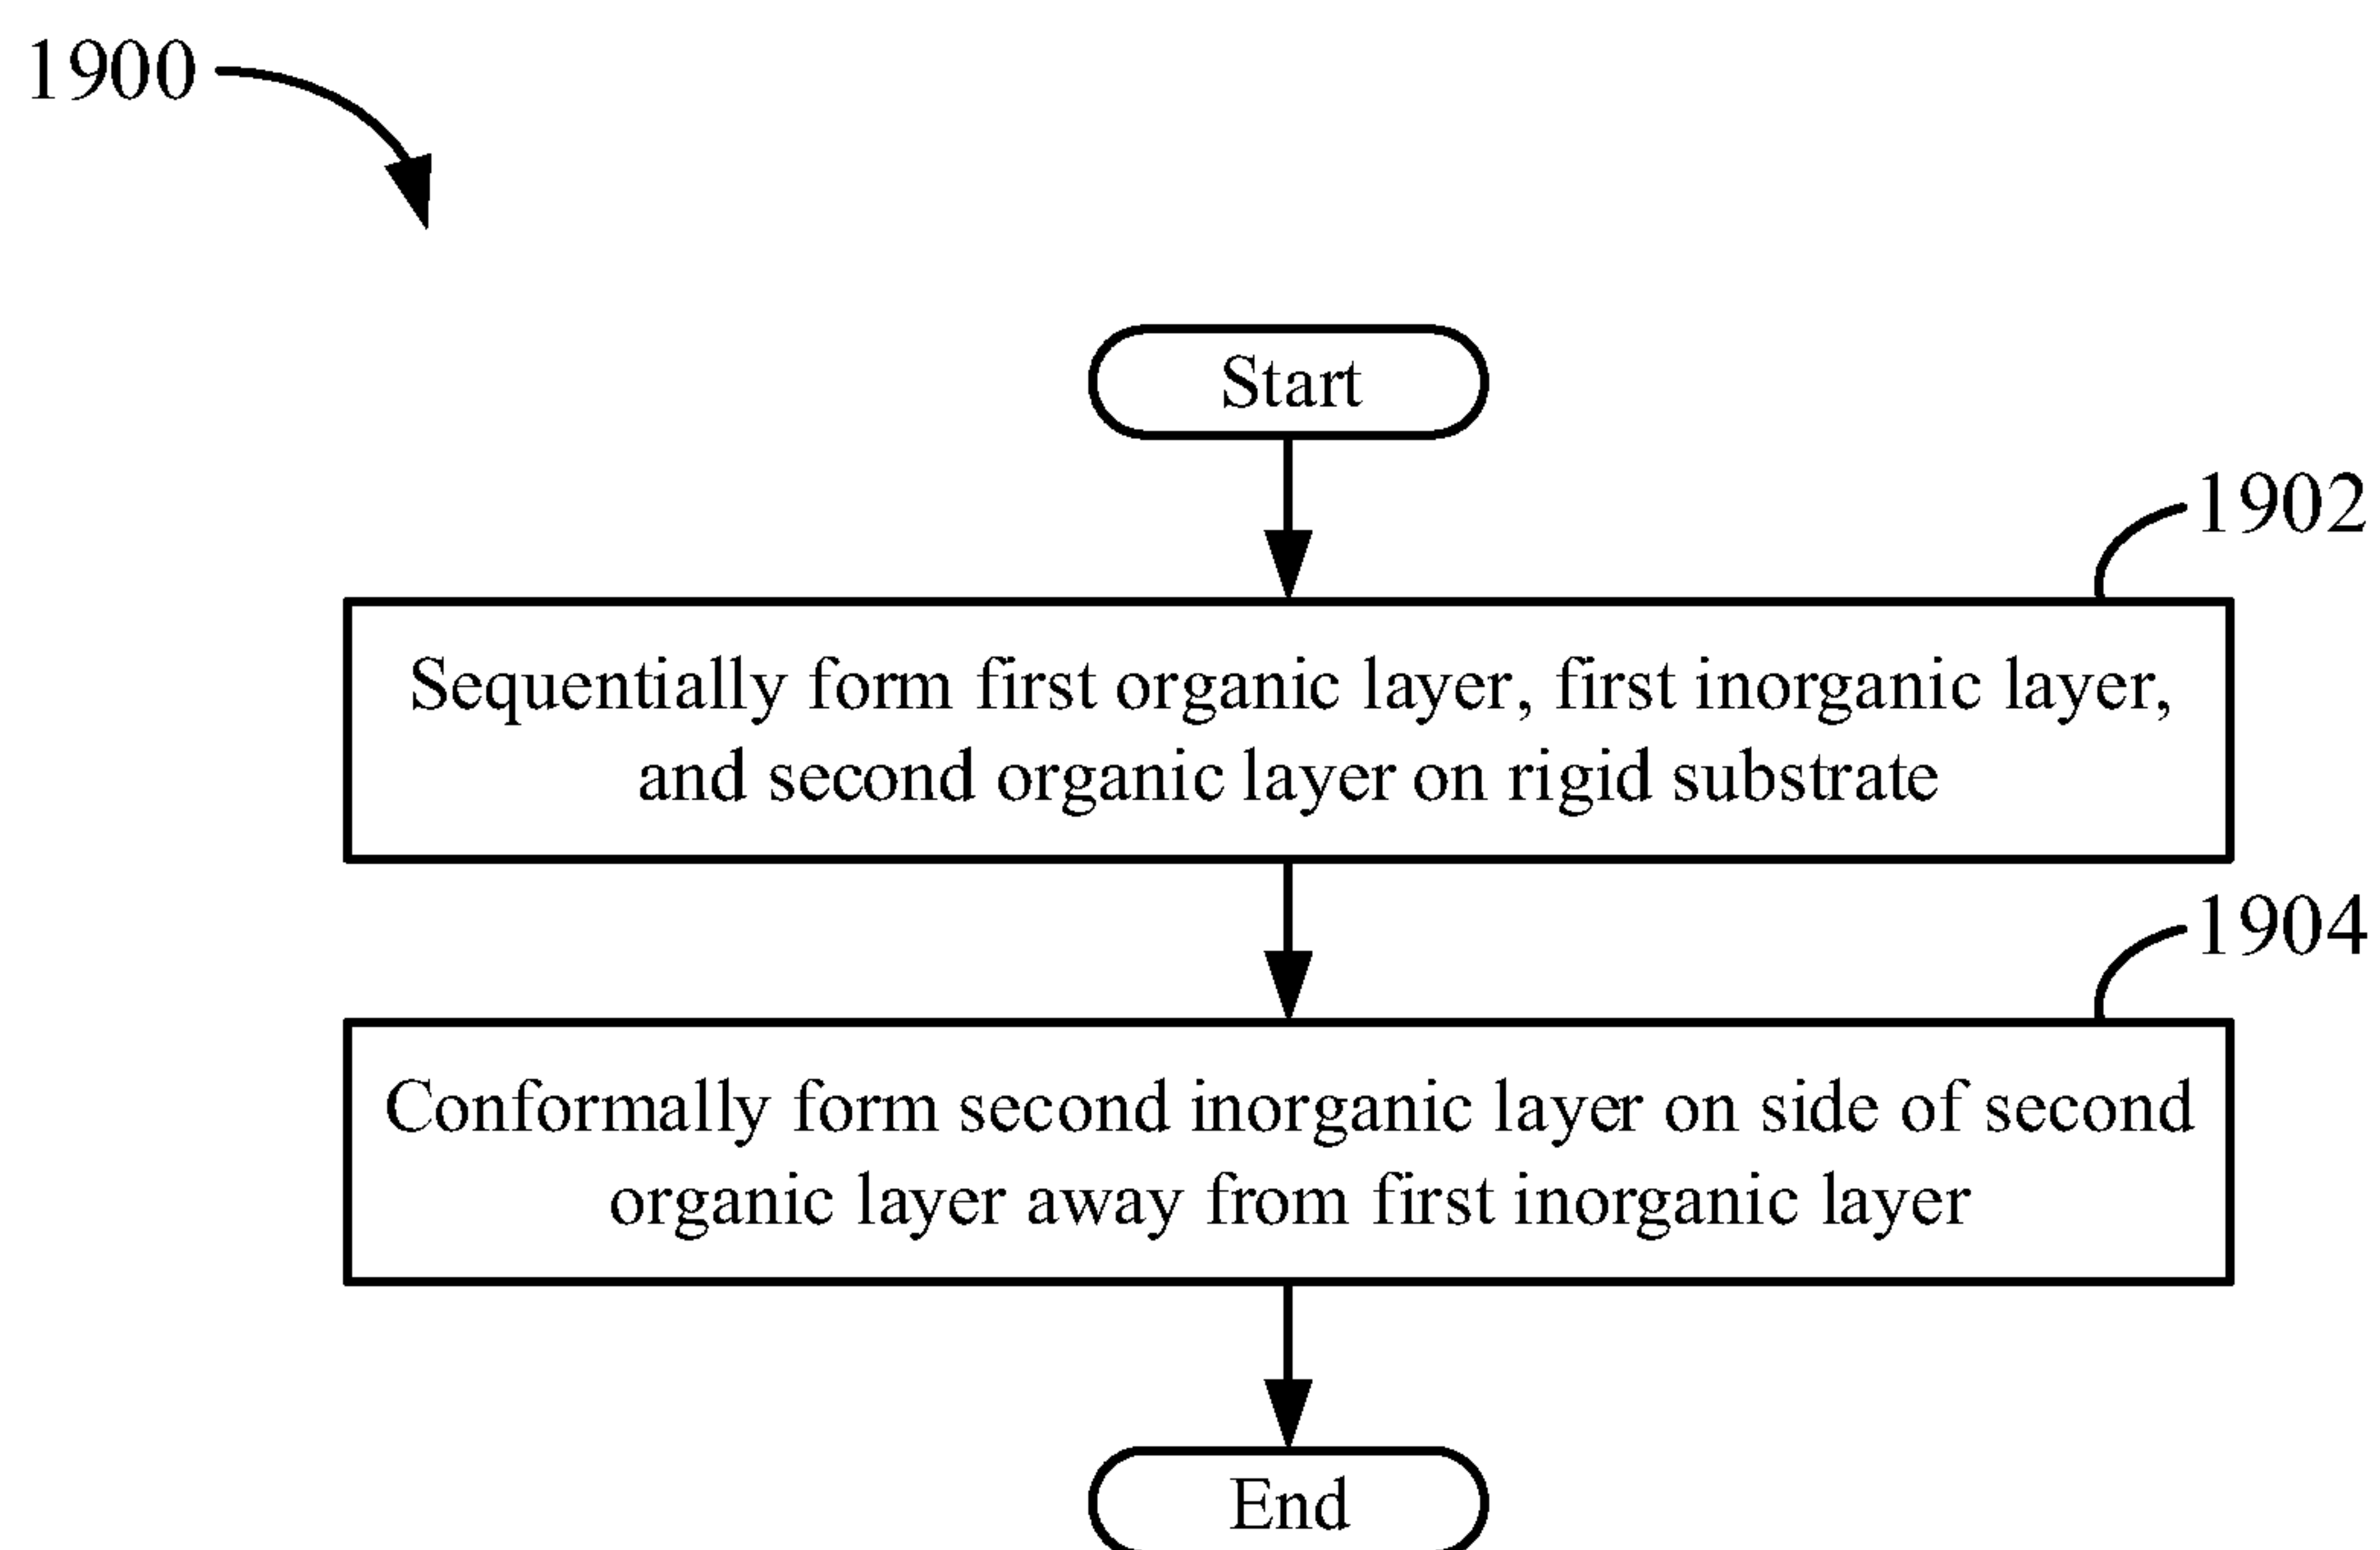 1900
Start
1902
Sequentially form first organic layer, first inorganic layer,
and second organic layer on rigid substrate
1904
Conformally form second inorganic layer on side of second
organic layer away from first inorganic layer
End